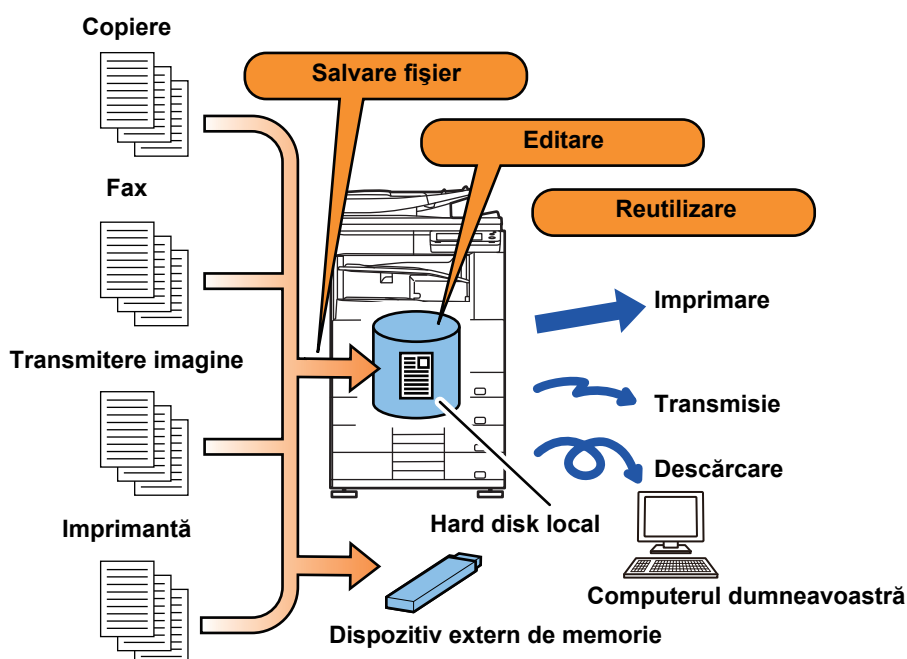 Copiere
Salvare fişier
Editare
Fax
Reutilizare
Imprimare
Transmitere imagine
Transmisie
Descărcare
Hard disk local
Imprimantă
Computerul dumneavoastră
Dispozitiv extern de memorie